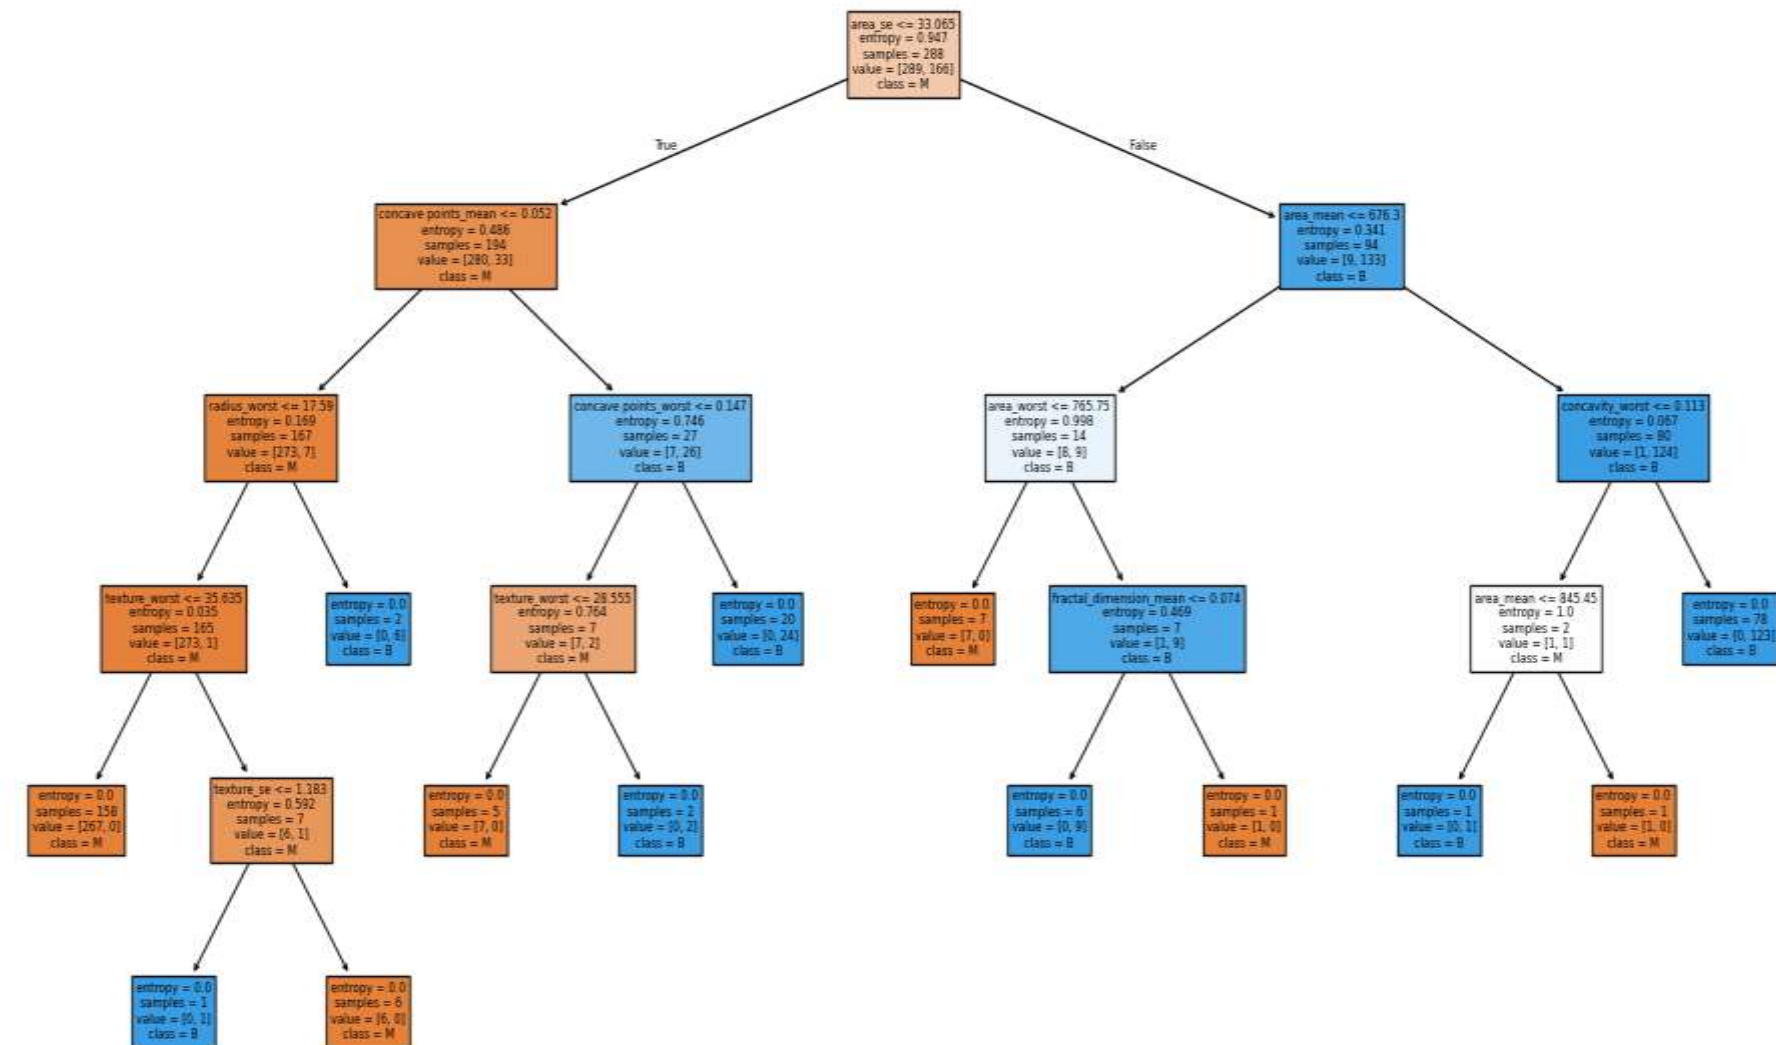 area_se <= 33.065
entropy = 0.947
samples = 288
value = [289, 166]
class = M
True
False
concave points_mean <= 0.052
entropy = 0.486
samples = 194
value = [280, 33]
class = M
area_mean <= 676.3
entropy = 0.341
samples = 94
value = [9, 133]
class = B
radius_worst <= 17.59
entropy = 0.169
samples = 167
value = [273, 7]
class = M
concave points_worst <= 0.147
entropy = 0.746
samples = 27
value = [7, 26]
class = B
area_worst <= 765.75
entropy = 0.998
samples = 14
value = [8, 9]
class = B
concavity_worst <= 0.113
entropy = 0.067
samples = 80
value = [1, 124]
class = B
texture_worst <= 35.635
entropy = 0.035
samples = 165
value = [273, 1]
class = M
entropy = 0.0
samples = 2
value = [0, 6]
class = B
texture_worst <= 28.555
entropy = 0.764
samples = 7
value = [7, 2]
class = M
entropy = 0.0
samples = 20
value = [0, 24]
class = B
entropy = 0.0
samples = 7
value = [7, 0]
class = M
fractal_dimension_mean <= 0.074
entropy = 0.469
samples = 7
value = [1, 9]
class = B
area_mean <= 845.45
entropy = 1.0
samples = 2
value = [1, 1]
class = M
entropy = 0.0
samples = 78
value = [0, 123]
class = B
entropy = 0.0
samples = 158
value = [267, 0]
class = M
texture_se <= 1.183
entropy = 0.592
samples = 7
value = [6, 1]
class = M
entropy = 0.0
samples = 5
value = [7, 0]
class = M
entropy = 0.0
samples = 2
value = [0, 2]
class = B
entropy = 0.0
samples = 6
value = [0, 9]
class = B
entropy = 0.0
samples = 1
value = [1, 0]
class = M
entropy = 0.0
samples = 1
value = [0, 1]
class = B
entropy = 0.0
samples = 1
value = [1, 0]
class = M
entropy = 0.0
samples = 1
value = [0, 1]
class = B
entropy = 0.0
samples = 6
value = [6, 0]
class = M